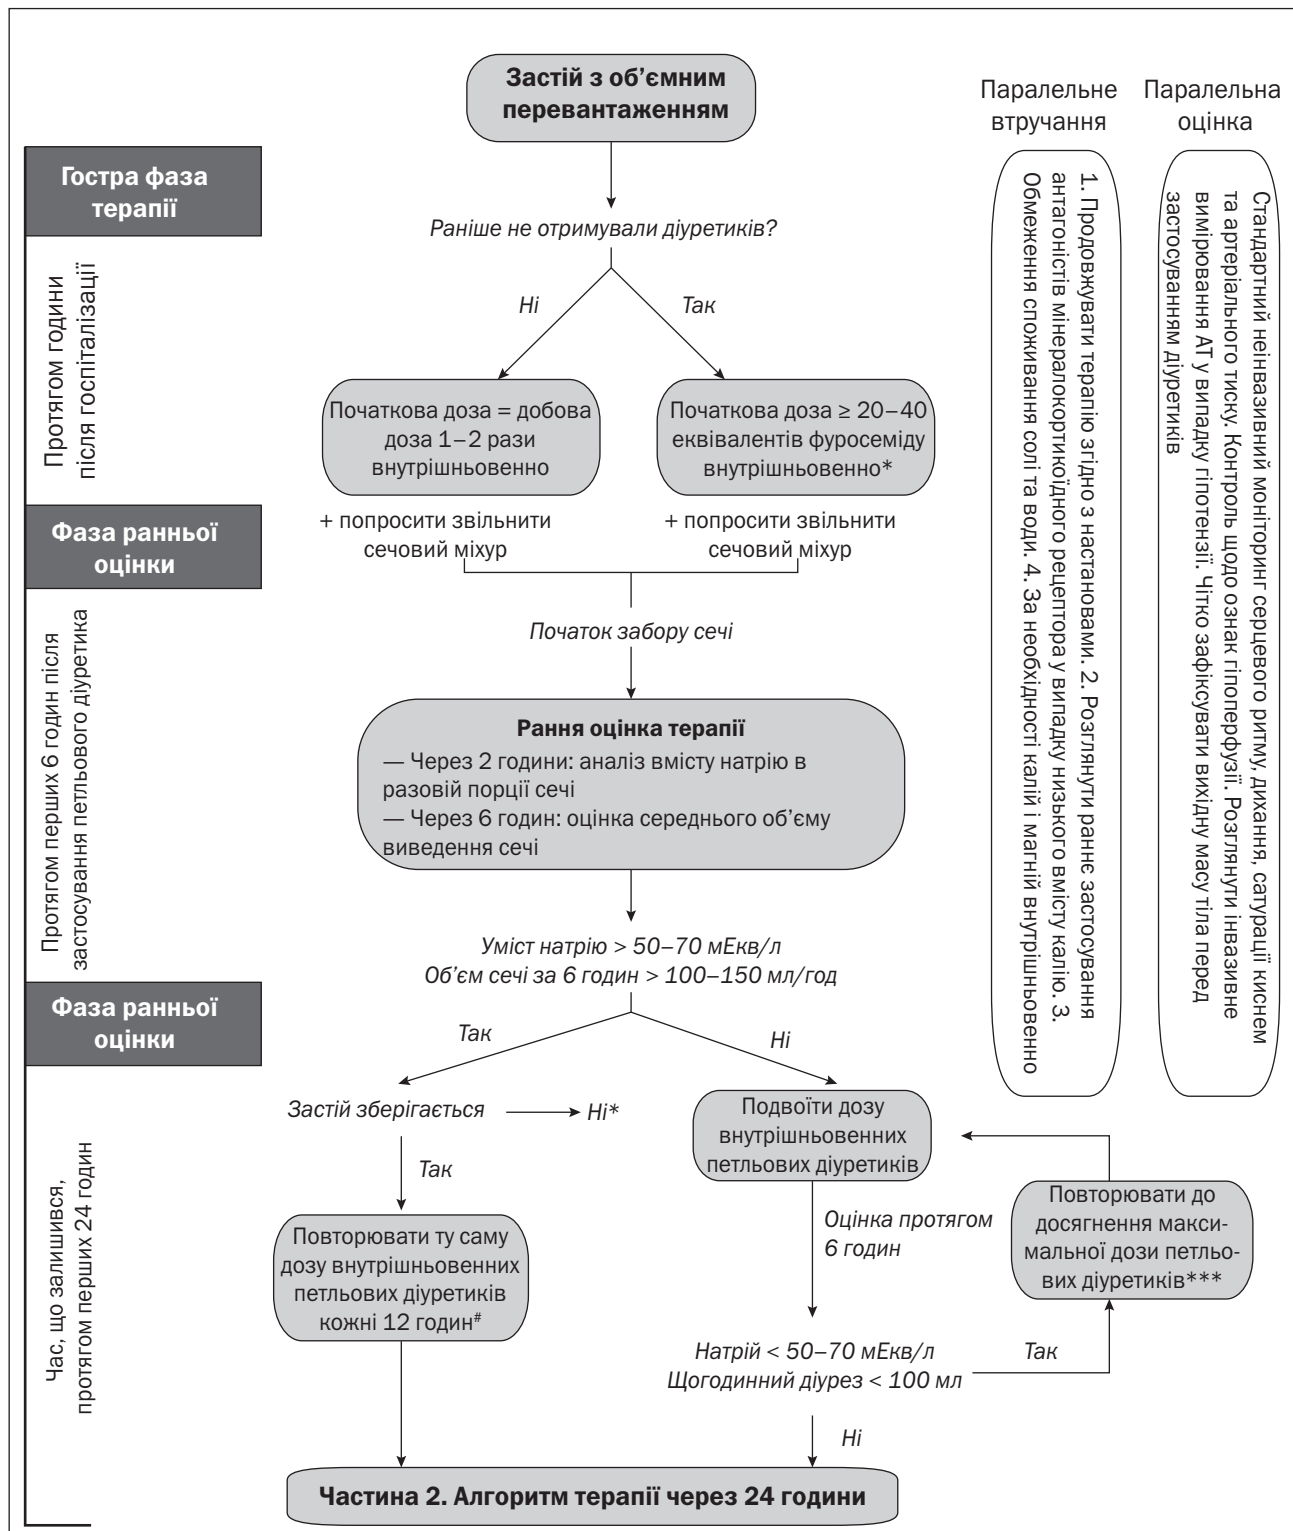 Застій з об’ємним
перевантаженням
Паралельне
втручання
Паралельна
оцінка
Гостра фаза
терапії
Раніше не отримували діуретиків?
Протягом години
після госпіталізації
Ні
Так
Початкова доза = добова
доза 1–2 рази
внутрішньовенно
Початкова доза ≥ 20–40
еквівалентів фуросеміду
внутрішньовенно*
+ попросити звільнити
сечовий міхур
+ попросити звільнити
сечовий міхур
Фаза ранньої
оцінки
Початок забору сечі
Протягом перших 6 годин після
застосування петльового діуретика
Рання оцінка терапії
— Через 2 години: аналіз вмісту натрію в
разовій порції сечі
— Через 6 годин: оцінка середнього об’єму
виведення сечі
Уміст натрію > 50–70 мЕкв/л
Об’єм сечі за 6 годин > 100–150 мл/год
Фаза ранньої
оцінки
Так
Ні
1. Продовжувати терапію згідно з настановами. 2. Розглянути раннє застосування
антагоністів мінералокортикоїдного рецептора у випадку низького вмісту калію. 3.
Обмеження споживання солі та води. 4. За необхідності калій і магній внутрішньовенно
Стандартний неінвазивний моніторинг серцевого ритму, дихання, сатурації киснем
та артеріального тиску. Контроль щодо ознак гіпоперфузії. Розглянути інвазивне
вимірювання АТ у випадку гіпотензії. Чітко зафіксувати вихідну масу тіла перед
застосуванням діуретиків
Час, що залишився,
протягом перших 24 годин
Застій зберігається
Ні*
Подвоїти дозу
внутрішньовенних
петльових діуретиків
Так
Оцінка протягом
6 годин
Повторювати до
досягнення макси-
мальної дози петльо-
вих діуретиків***
Повторювати ту саму
дозу внутрішньовенних
петльових діуретиків
кожні 12 годин#
Натрій < 50–70 мЕкв/л
Щогодинний діурез < 100 мл
Так
Ні
Частина 2. Алгоритм терапії через 24 години